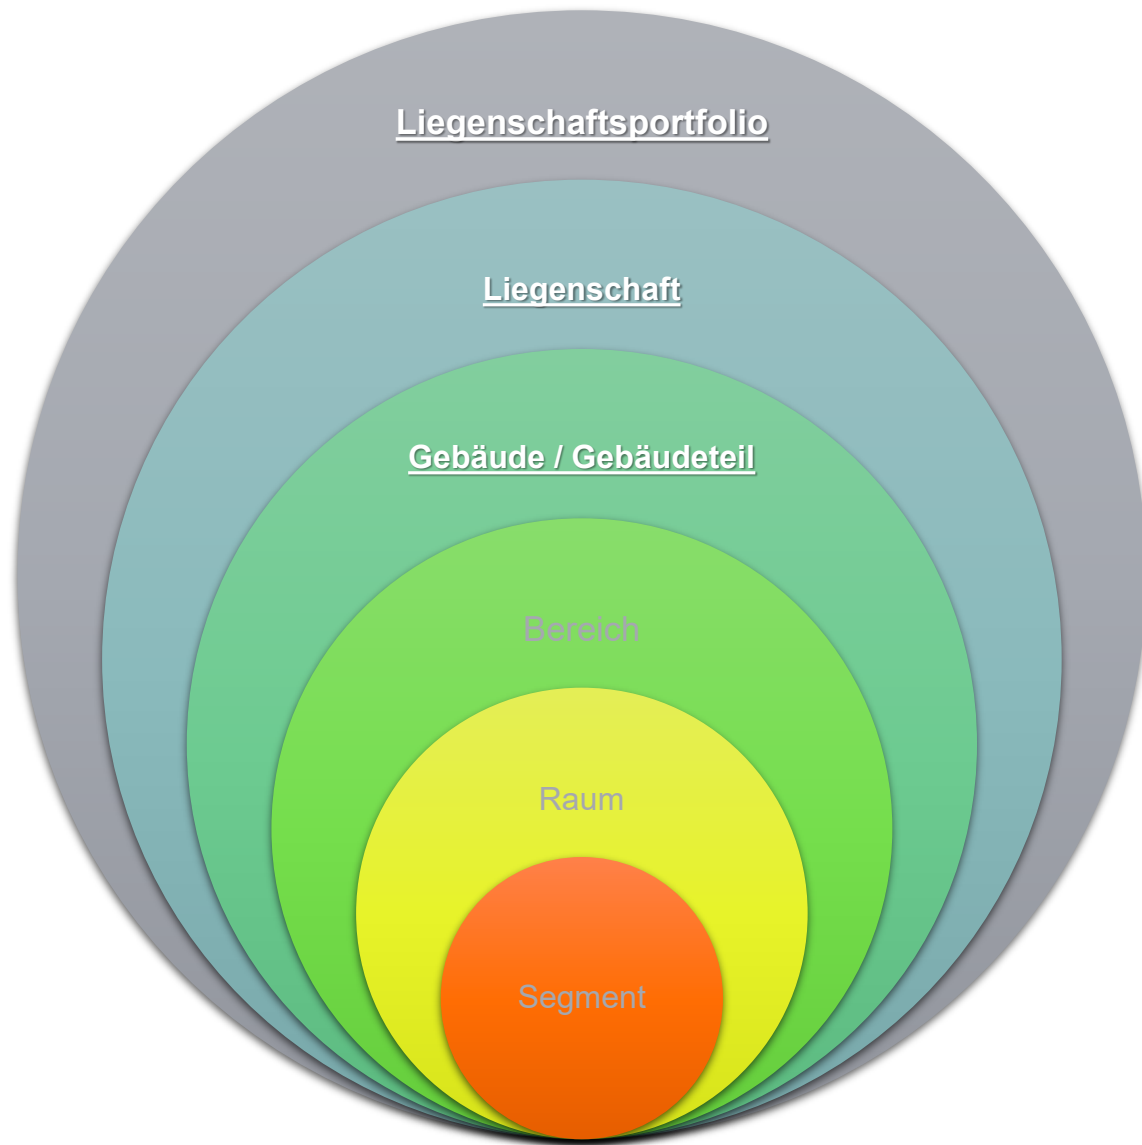 Liegenschaftsportfolio
Liegenschaft
Gebäude / Gebäudeteil
Bereich
Raum
Segment